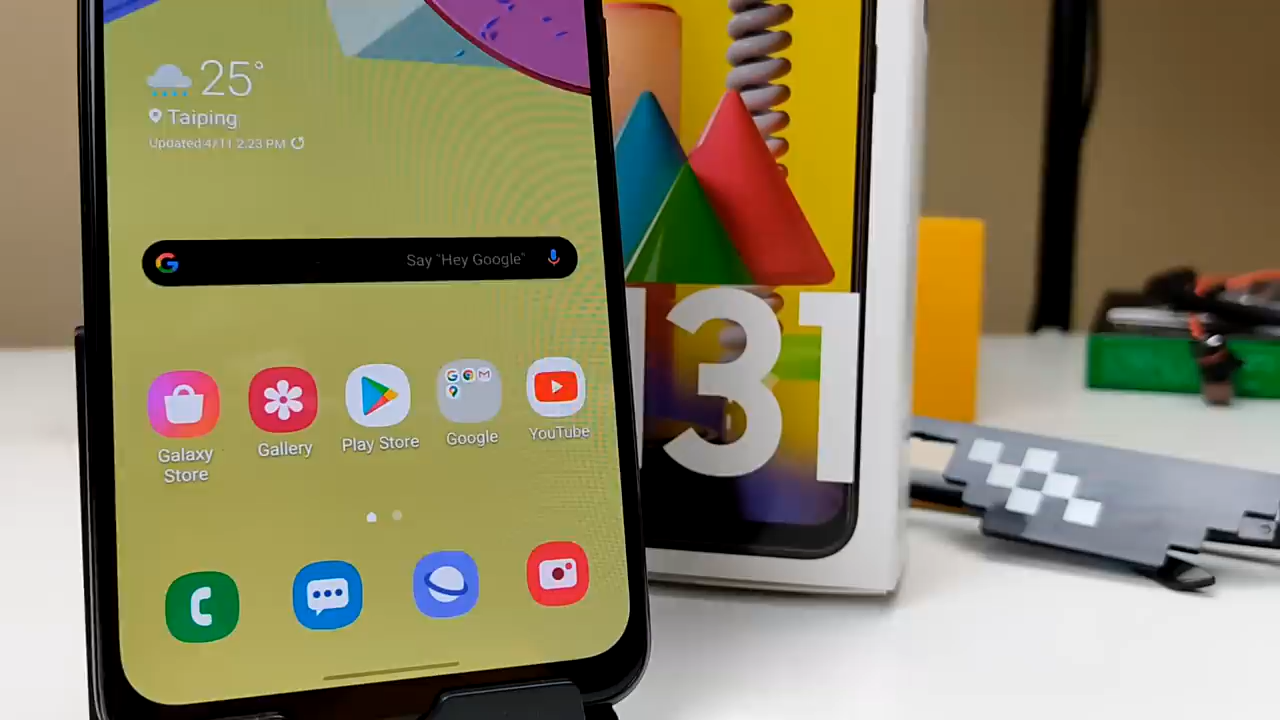 25°
Taiping
Updated 4/11 2:23 PM
Say "Hey Google"
Galaxy Store
Gallery
Play Store
Google
YouTube
31